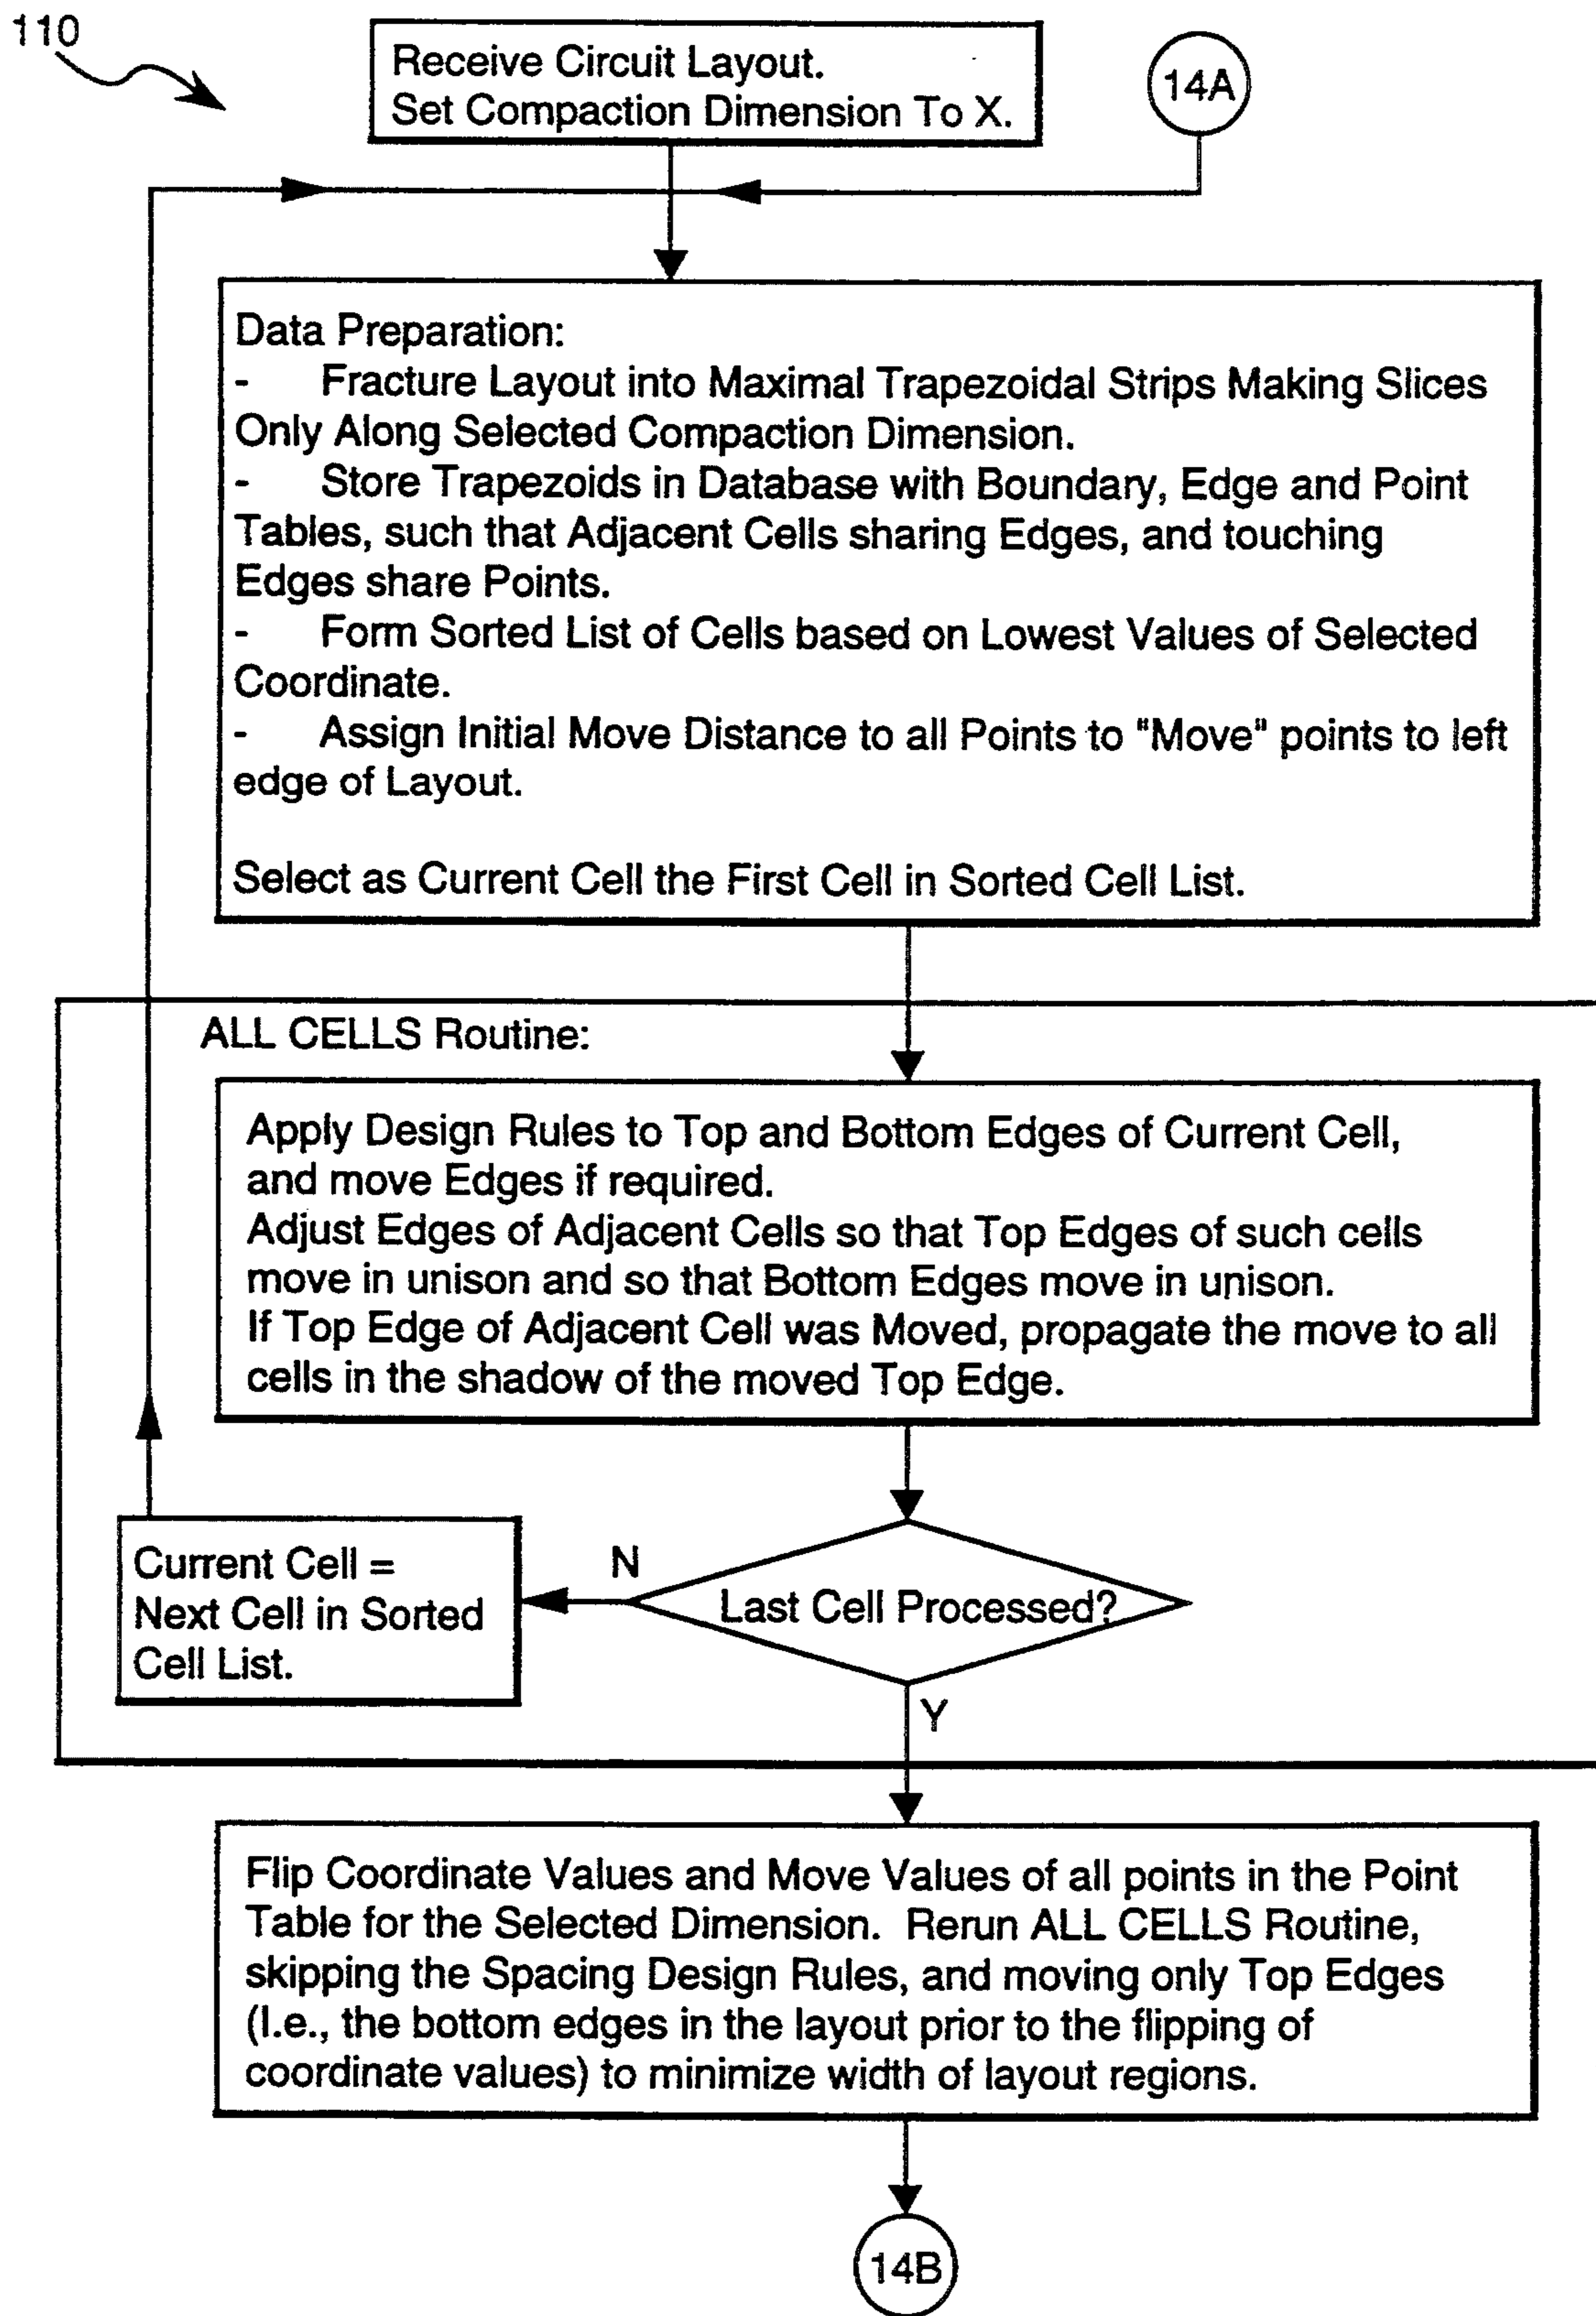 110
Receive Circuit Layout.
Set Compaction Dimension To X.
14A
Data Preparation:
- Fracture Layout into Maximal Trapezoidal Strips Making Slices
Only Along Selected Compaction Dimension.
- Store Trapezoids in Database with Boundary, Edge and Point
Tables, such that Adjacent Cells sharing Edges, and touching
Edges share Points.
- Form Sorted List of Cells based on Lowest Values of Selected
Coordinate.
- Assign Initial Move Distance to all Points to "Move" points to left
edge of Layout.
Select as Current Cell the First Cell in Sorted Cell List.
ALL CELLS Routine:
Apply Design Rules to Top and Bottom Edges of Current Cell,
and move Edges if required.
Adjust Edges of Adjacent Cells so that Top Edges of such cells
move in unison and so that Bottom Edges move in unison.
If Top Edge of Adjacent Cell was Moved, propagate the move to all
cells in the shadow of the moved Top Edge.
Current Cell =
Next Cell in Sorted
Cell List.
N
Last Cell Processed?
Y
Flip Coordinate Values and Move Values of all points in the Point
Table for the Selected Dimension. Rerun ALL CELLS Routine,
skipping the Spacing Design Rules, and moving only Top Edges
(I.e., the bottom edges in the layout prior to the flipping of
coordinate values) to minimize width of layout regions.
14B